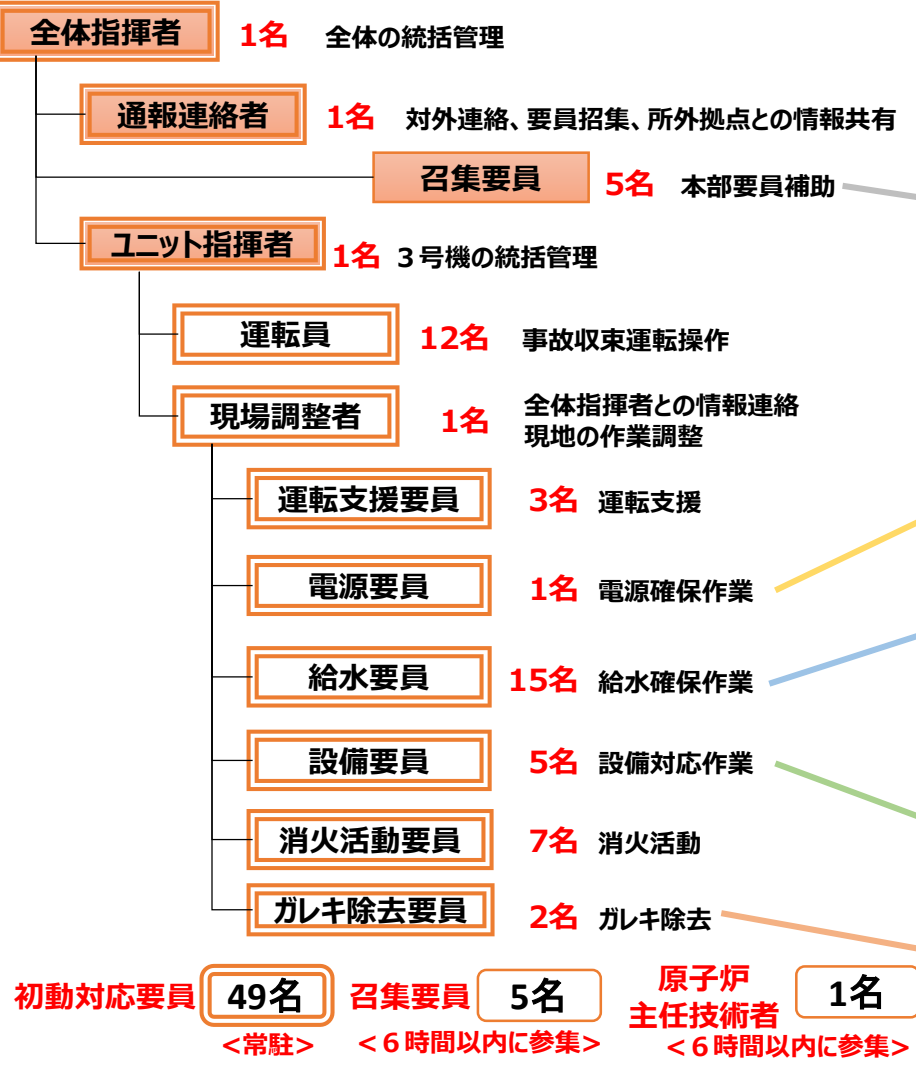 全体指揮者 1名 全体の統括管理
通報連絡者 1名 対外連絡、要員招集、所外拠点との情報共有
召集要員 5名 本部要員補助
ユニット指揮者 1名 3号機の統括管理
運転員 12名 事故収束運転操作
現場調整者 1名 全体指揮者との情報連絡
現地の作業調整
運転支援要員 3名 運転支援
電源要員 1名 電源確保作業
給水要員 15名 給水確保作業
設備要員 5名 設備対応作業
消火活動要員 7名 消火活動
ガレキ除去要員 2名 ガレキ除去
初動対応要員 49名 召集要員 5名 原子炉 1名
主任技術者
<常駐> <6時間以内に参集> <6時間以内に参集>